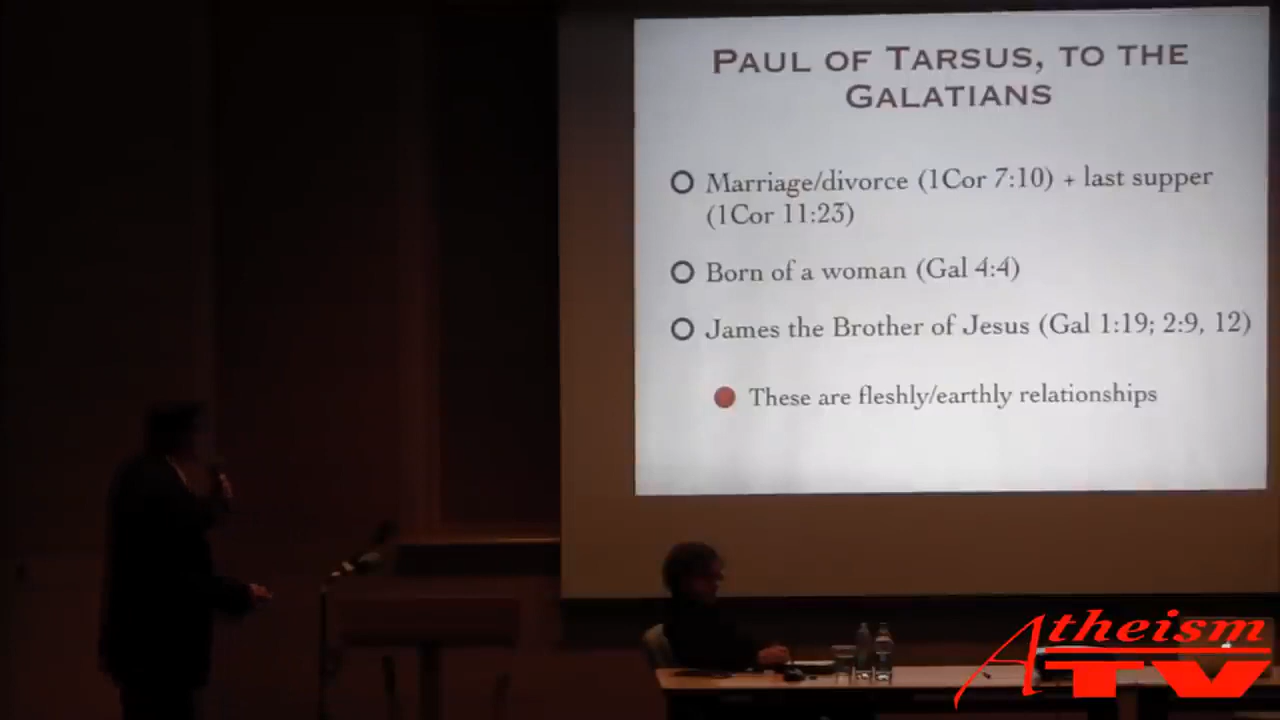 PAUL OF TARSUS, TO THE
GALATIANS
Marriage/divorce (1Cor 7:10) + last supper
(1Cor 11:23)
Born of a woman (Gal 4:4)
James the Brother of Jesus (Gal 1:19; 2:9, 12)
These are fleshly/earthly relationships
Atheism
TV